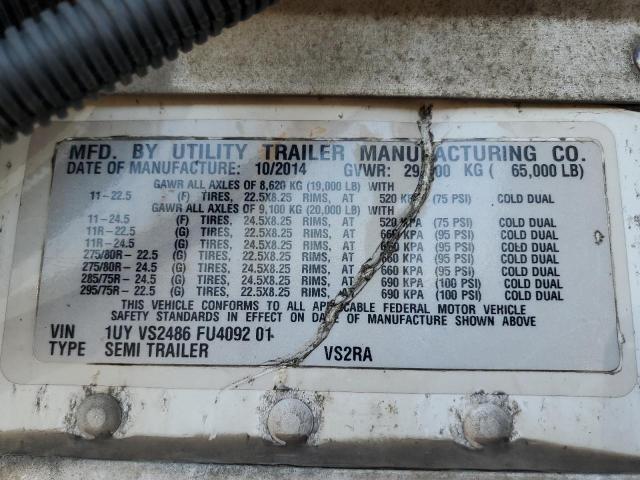 MFD. BY UTILITY TRAILER MANUFACTURING CO.
DATE OF MANUFACTURE: 10/2014 GVWR: KG ( 65,000 LB)
GAWR ALL AXLES OF 8,620 KG (19,000 LB) WITH
11-22.5 (F) TIRES, 22.5X8.25 RIMS, AT 520 KPA (75 PSI) COLD DUAL
GAWR ALL AXLES OF 9,100 KG (20,000 LB) WITH
11-24.5 (F) TIRES, 24.5X8.25 RIMS, AT 520 KPA (75 PSI) COLD DUAL
11R-22.5 (G) TIRES, 22.5X8.25 RIMS, AT 660 KPA (95 PSI) COLD DUAL
11R-24.5 (G) TIRES, 24.5X8.25 RIMS, AT 660 KPA (95 PSI) COLD DUAL
275/80R-22.5 (G) TIRES, 22.5X8.25 RIMS, AT 660 KPA (95 PSI) COLD DUAL
275/80R-24.5 (G) TIRES, 24.5X8.25 RIMS, AT 660 KPA (95 PSI) COLD DUAL
285/75R-24.5 (G) TIRES, 24.5X8.25 RIMS, AT 690 KPA (100 PSI) COLD DUAL
295/75R-22.5 (G) TIRES, 22.5X8.25 RIMS, AT 690 KPA (100 PSI) COLD DUAL
THIS VEHICLE CONFORMS TO ALL APPLICABLE FEDERAL MOTOR VEHICLE
SAFETY STANDARDS IN EFFECT ON DATE OF MANUFACTURE SHOWN ABOVE
VIN 1UY VS2486 FU4092 01
TYPE SEMI TRAILER VS2RA